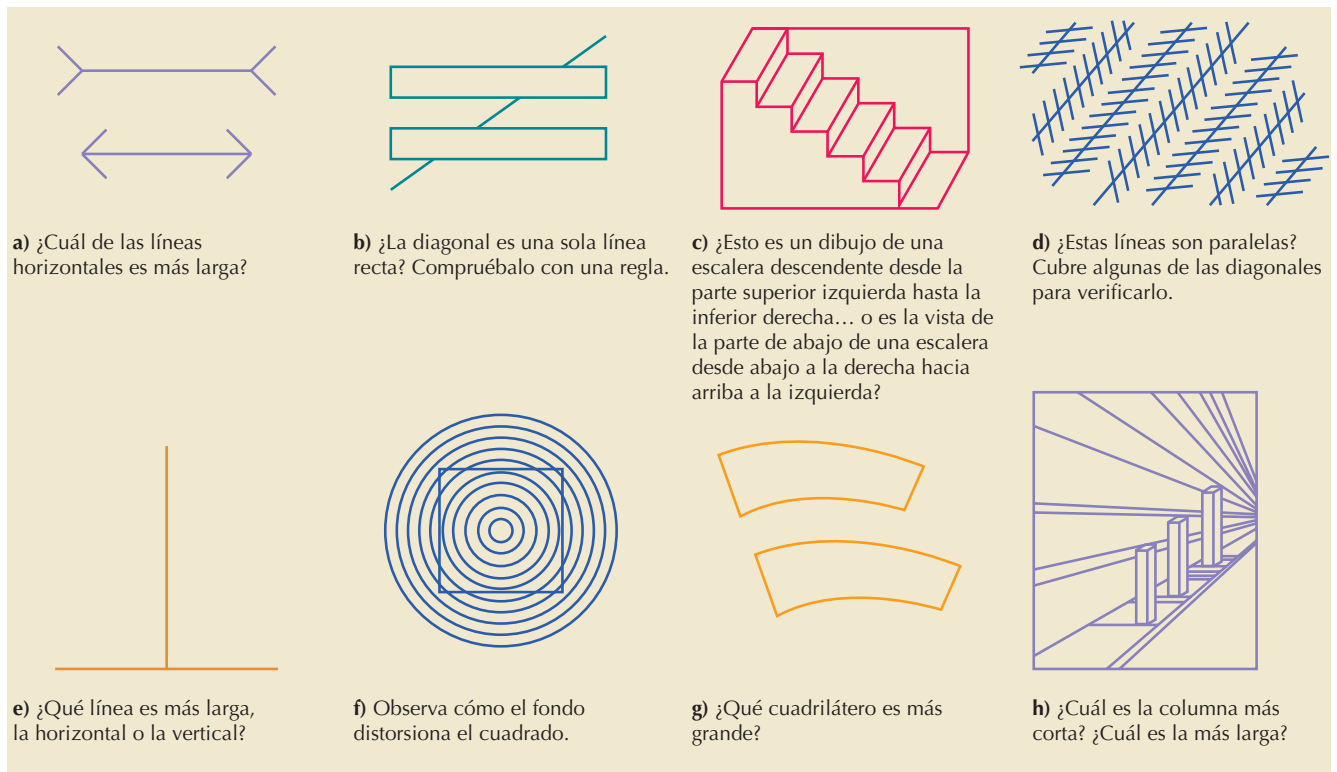 a) ¿Cuál de las líneas
horizontales es más larga?
b) ¿La diagonal es una sola línea
recta? Compruébalo con una regla.
c) ¿Esto es un dibujo de una
escalera descendente desde la
parte superior izquierda hasta la
inferior derecha… o es la vista de
la parte de abajo de una escalera
desde abajo a la derecha hacia
arriba a la izquierda?
d) ¿Estas líneas son paralelas?
Cubre algunas de las diagonales
para verificarlo.
e) ¿Qué línea es más larga,
la horizontal o la vertical?
f) Observa cómo el fondo
distorsiona el cuadrado.
g) ¿Qué cuadrilátero es más
grande?
h) ¿Cuál es la columna más
corta? ¿Cuál es la más larga?